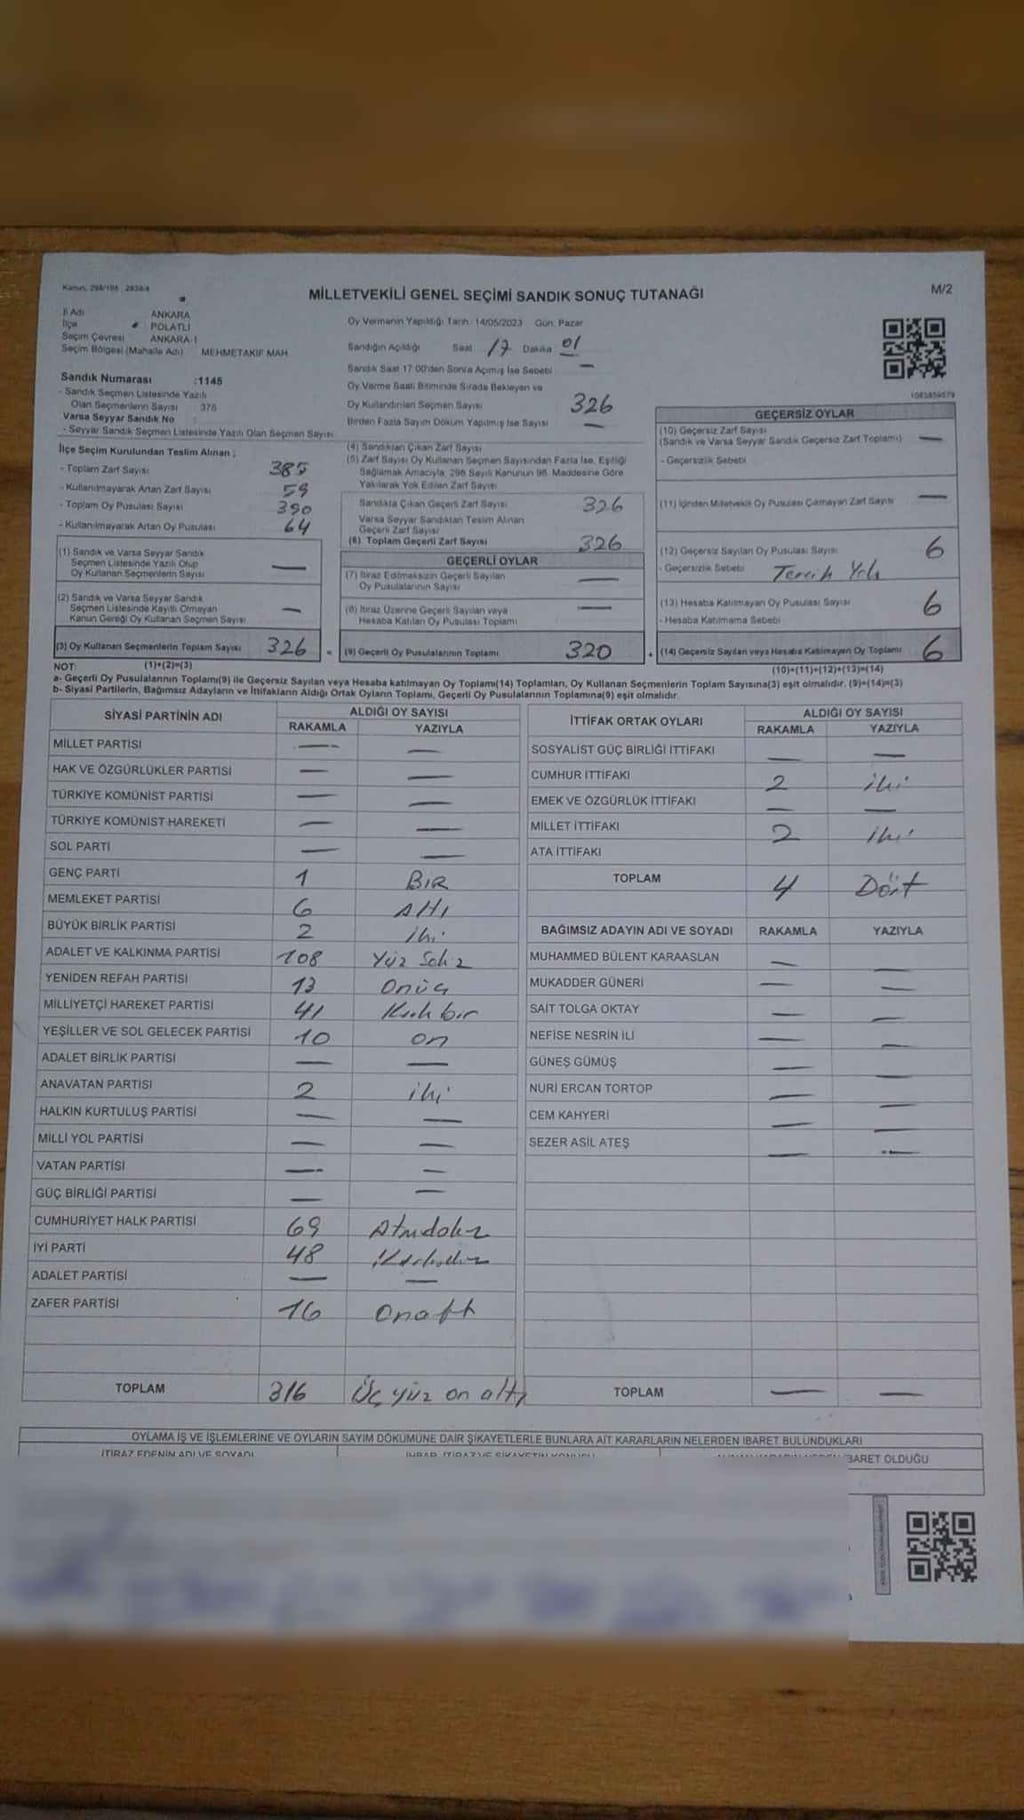 Kanun, 298/105 , 2839/4
MİLLETVEKİLİ GENEL SEÇİMİ SANDIK SONUÇ TUTANAĞI
M/2
İl Adı ANKARA
İlçe POLATLI
Seçim Çevresi ANKARA-1
Seçim Bölgesi (Mahalle Adı) MEHMETAKİF MAH.
Sandık Numarası :1145
- Sandık Seçmen Listesinde Yazılı
Olan Seçmenlerin Sayısı 376
Varsa Seyyar Sandık No
- Seyyar Sandık Seçmen Listesinde Yazılı Olan Seçmen Sayısı
İlçe Seçim Kurulundan Teslim Alınan ;
- Toplam Zarf Sayısı 385
- Kullanılmayarak Artan Zarf Sayısı 59
- Toplam Oy Pusulası Sayısı 390
- Kullanılmayarak Artan Oy Pusulası 64
(1) Sandık ve Varsa Seyyar Sandık
Seçmen Listesinde Yazılı Olup
Oy Kullanan Seçmenlerin Sayısı —
(2) Sandık ve Varsa Seyyar Sandık
Seçmen Listesinde Kayıtlı Olmayan
Kanun Gereği Oy Kullanan Seçmen Sayısı —
(3) Oy Kullanan Seçmenlerin Toplam Sayısı 326 =
Oy Vermenin Yapıldığı Tarih: 14/05/2023 Gün: Pazar
Sandığın Açıldığı Saat 17 Dakika 01
Sandık Saat 17:00'den Sonra Açılmış İse Sebebi —
Oy Verme Saati Bitiminde Sırada Bekleyen ve
Oy Kullandırılan Seçmen Sayısı 326
Birden Fazla Sayım Döküm Yapılmış İse Sayısı —
(4) Sandıktan Çıkan Zarf Sayısı
(5) Zarf Sayısı Oy Kullanan Seçmen Sayısından Fazla İse, Eşitliği
Sağlamak Amacıyla, 298 Sayılı Kanunun 98. Maddesine Göre
Yakılarak Yok Edilen Zarf Sayısı
Sandıkta Çıkan Geçerli Zarf Sayısı 326
Varsa Seyyar Sandıktan Teslim Alınan
Geçerli Zarf Sayısı
(6) Toplam Geçerli Zarf Sayısı 326
GEÇERLİ OYLAR
(7) İtiraz Edilmeksizin Geçerli Sayılan
Oy Pusulalarının Sayısı —
(8) İtiraz Üzerine Geçerli Sayılan veya
Hesaba Katılan Oy Pusulası Toplamı —
(9) Geçerli Oy Pusulalarının Toplamı 320 +
1083859579
GEÇERSİZ OYLAR
(10) Geçersiz Zarf Sayısı
(Sandık ve Varsa Seyyar Sandık Geçersiz Zarf Toplamı) —
- Geçersizlik Sebebi
(11) İçinden Milletvekili Oy Pusulası Çıkmayan Zarf Sayısı —
(12) Geçersiz Sayılan Oy Pusulası Sayısı 6
- Geçersizlik Sebebi Tercih Yok
(13) Hesaba Katılmayan Oy Pusulası Sayısı 6
- Hesaba Katılmama Sebebi
(14) Geçersiz Sayılan veya Hesaba Katılmayan Oy Toplamı 6
NOT: (1)+(2)=(3) (10)+(11)+(12)+(13)=(14)
a- Geçerli Oy Pusulalarının Toplamı(9) ile Geçersiz Sayılan veya Hesaba katılmayan Oy Toplam(14) Toplamları, Oy Kullanan Seçmenlerin Toplam Sayısına(3) eşit olmalıdır. (9)+(14)=(3)
b- Siyasi Partilerin, Bağımsız Adayların ve İttifakların Aldığı Ortak Oyların Toplamı, Geçerli Oy Pusulalarının Toplamına(9) eşit olmalıdır.
SİYASİ PARTİNİN ADI ALDIĞI OY SAYISI
RAKAMLA YAZIYLA
MİLLET PARTİSİ — —
HAK VE ÖZGÜRLÜKLER PARTİSİ — —
TÜRKİYE KOMÜNİST PARTİSİ — —
TÜRKİYE KOMÜNİST HAREKETİ — —
SOL PARTİ — —
GENÇ PARTİ 1 BİR
MEMLEKET PARTİSİ 6 Altı
BÜYÜK BİRLİK PARTİSİ 2 iki
ADALET VE KALKINMA PARTİSİ 108 Yüz Sekiz
YENİDEN REFAH PARTİSİ 13 Onüç
MİLLİYETÇİ HAREKET PARTİSİ 41 Kırkbir
YEŞİLLER VE SOL GELECEK PARTİSİ 10 on
ADALET BİRLİK PARTİSİ — —
ANAVATAN PARTİSİ 2 iki
HALKIN KURTULUŞ PARTİSİ — —
MİLLİ YOL PARTİSİ — —
VATAN PARTİSİ — —
GÜÇ BİRLİĞİ PARTİSİ — —
CUMHURİYET HALK PARTİSİ 69 Atmıdokuz
İYİ PARTİ 48 Kırksekiz
ADALET PARTİSİ — —
ZAFER PARTİSİ 16 Onaltı
TOPLAM 316 Üç yüz on altı
İTTİFAK ORTAK OYLARI ALDIĞI OY SAYISI
RAKAMLA YAZIYLA
SOSYALİST GÜÇ BİRLİĞİ İTTİFAKI — —
CUMHUR İTTİFAKI 2 iki
EMEK VE ÖZGÜRLÜK İTTİFAKI — —
MİLLET İTTİFAKI 2 iki
ATA İTTİFAKI
TOPLAM 4 Dört
BAĞIMSIZ ADAYIN ADI VE SOYADI RAKAMLA YAZIYLA
MUHAMMED BÜLENT KARAASLAN — —
MUKADDER GÜNERİ — —
SAİT TOLGA OKTAY — —
NEFİSE NESRİN İLİ — —
GÜNEŞ GÜMÜŞ — —
NURİ ERCAN TORTOP — —
CEM KAHYERİ — —
SEZER ASİL ATEŞ — —
TOPLAM — —
OYLAMA İŞ VE İŞLEMLERİNE VE OYLARIN SAYIM DÖKÜMÜNE DAİR ŞİKAYETLERLE BUNLARA AİT KARARLARIN NELERDEN İBARET BULUNDUKLARI
İTİRAZ EDENİN ADI VE SOYADI İHBAR, İTİRAZ VE ŞİKAYETİN KONUSU BARET OLDUĞU